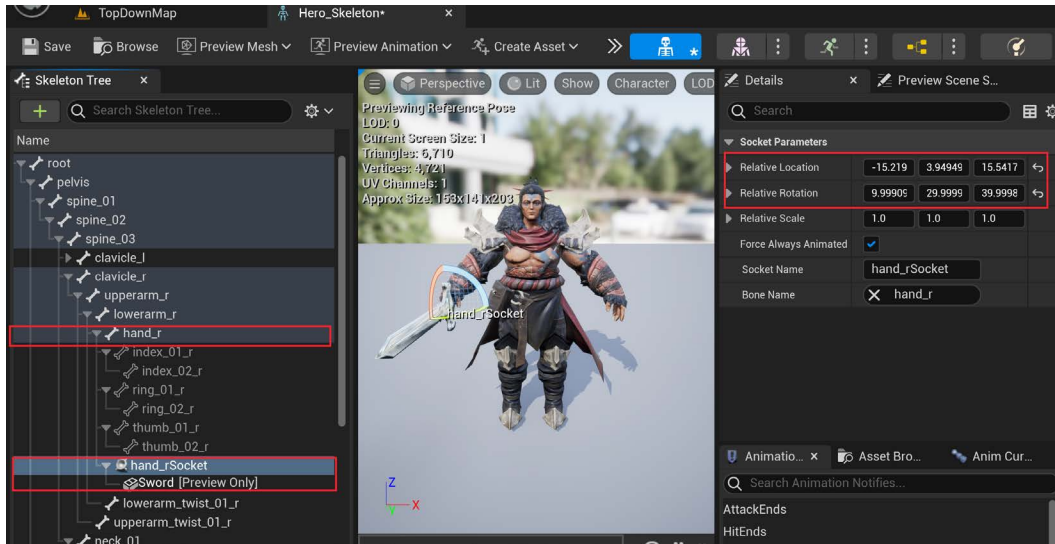 TopDownMap
Hero_Skeleton*
Save Browse Preview Mesh Preview Animation Create Asset
Skeleton Tree
Search Skeleton Tree...
Name
root
pelvis
spine_01
spine_02
spine_03
clavicle_l
clavicle_r
upperarm_r
lowerarm_r
hand_r
index_01_r
index_02_r
ring_01_r
ring_02_r
thumb_01_r
thumb_02_r
hand_rSocket
Sword [Preview Only]
lowerarm_twist_01_r
upperarm_twist_01_r
neck_01
Perspective Lit Show Character LOD
Previewing Reference Pose
LOD: 0
Current Screen Size: 1
Triangles: 6,710
Vertices: 4,721
UV Channels: 1
Approx Size: 153x141x203
hand_rSocket
Z
X
Y
Details
Preview Scene S...
Search
Socket Parameters
Relative Location -15.219 3.94949 15.5417
Relative Rotation 9.99909 29.9999 39.9998
Relative Scale 1.0 1.0 1.0
Force Always Animated
Socket Name hand_rSocket
Bone Name hand_r
Animatio... Asset Bro... Anim Cur...
Search Animation Notifies...
AttackEnds
HitEnds